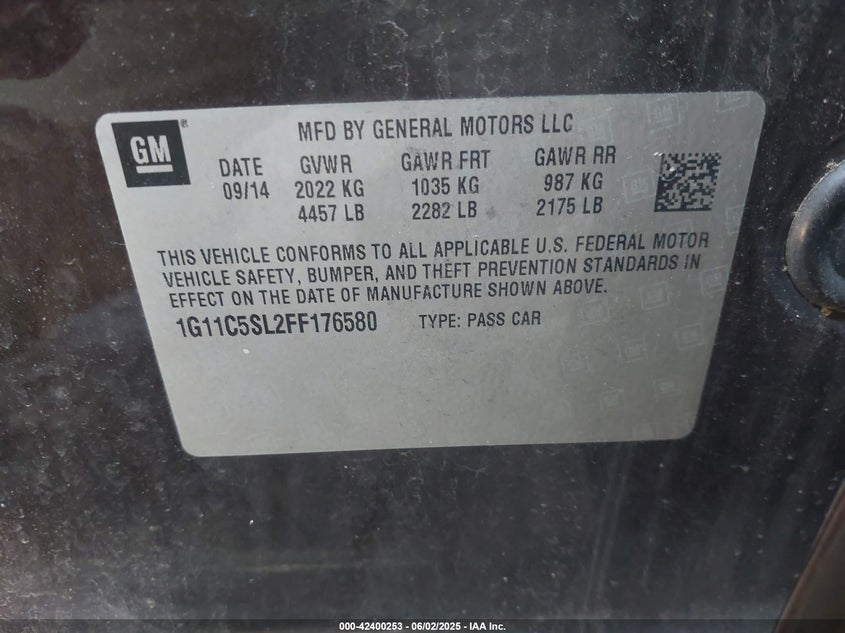 GM®
MFD BY GENERAL MOTORS LLC
DATE GVWR GAWR FRT GAWR RR
09/14 2022 KG 1035 KG 987 KG
4457 LB 2282 LB 2175 LB
THIS VEHICLE CONFORMS TO ALL APPLICABLE U.S. FEDERAL MOTOR
VEHICLE SAFETY, BUMPER, AND THEFT PREVENTION STANDARDS IN
EFFECT ON THE DATE OF MANUFACTURE SHOWN ABOVE.
1G11C5SL2FF176580 TYPE: PASS CAR
000-42400253 - 06/02/2025 - IAA Inc.